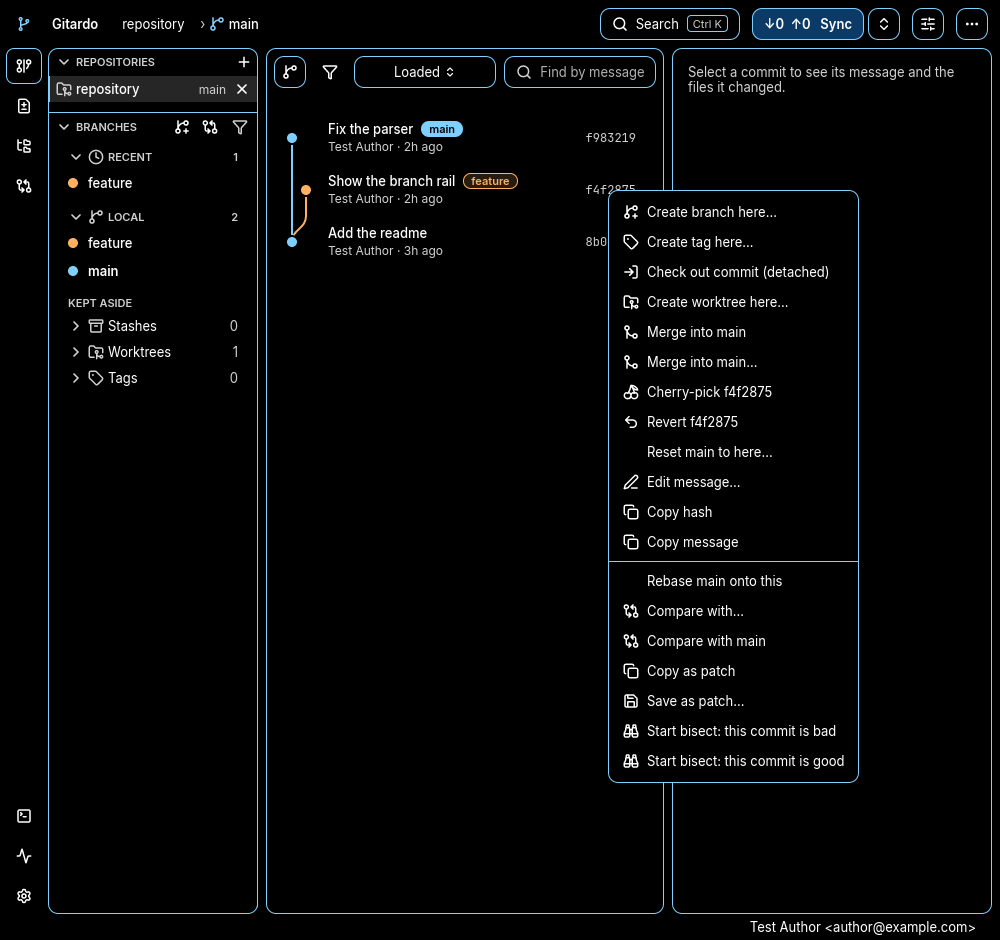 Gitardo
repository › main
Search Ctrl K
↓0 ↑0 Sync
REPOSITORIES
repository main
BRANCHES
RECENT 1
feature
LOCAL 2
feature
main
KEPT ASIDE
Stashes 0
Worktrees 1
Tags 0
Loaded
Find by message
Fix the parser main
Test Author · 2h ago
f983219
Show the branch rail feature
Test Author · 2h ago
f4f2875
Add the readme
Test Author · 3h ago
8b0
Select a commit to see its message and the
files it changed.
Create branch here...
Create tag here...
Check out commit (detached)
Create worktree here...
Merge into main
Merge into main...
Cherry-pick f4f2875
Revert f4f2875
Reset main to here...
Edit message...
Copy hash
Copy message
Rebase main onto this
Compare with...
Compare with main
Copy as patch
Save as patch...
Start bisect: this commit is bad
Start bisect: this commit is good
Test Author <author@example.com>